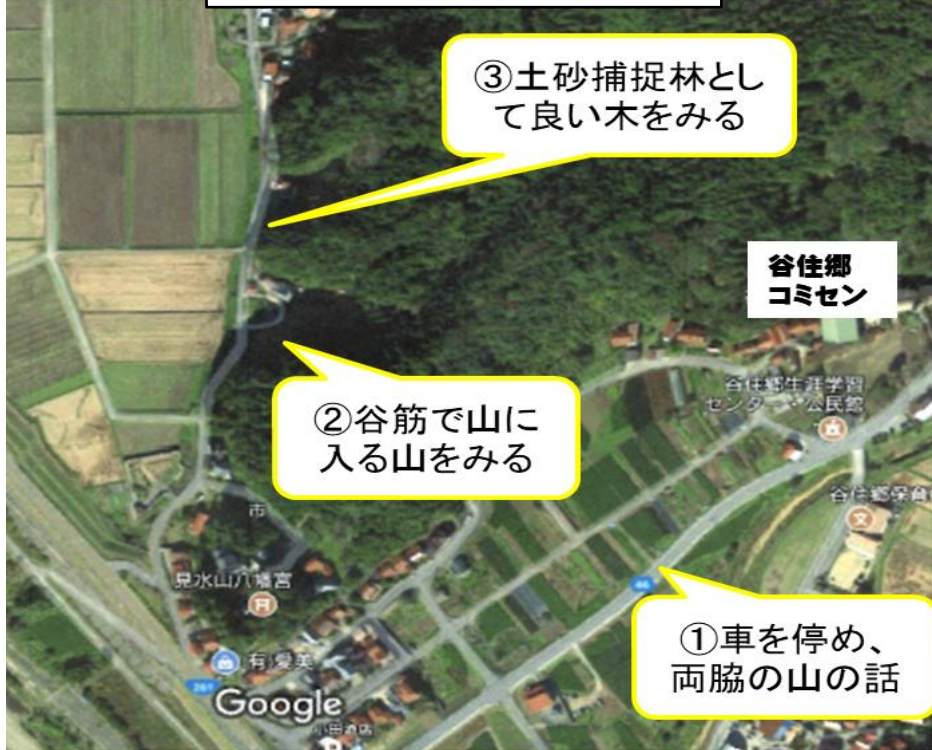 ③土砂捕捉林とし
て良い木をみる
谷住郷
コミセン
谷住郷生涯学習
センター・公民館
②谷筋で山に
入る山をみる
谷住郷保育
市
見水山八幡宮
46
①車を停め、
両脇の山の話
有)愛美
261
Google
小田酒店